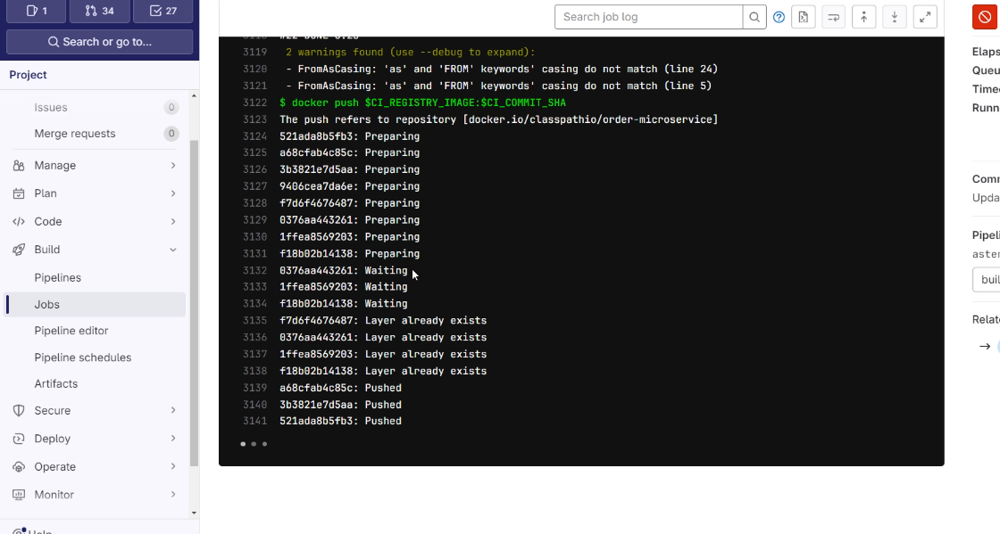 1
34
27
Search or go to...
Project
Issues
0
Merge requests
0
Manage
Plan
Code
Build
Pipelines
Jobs
Pipeline editor
Pipeline schedules
Artifacts
Secure
Deploy
Operate
Monitor
Help
Search job log
3119 2 warnings found (use --debug to expand):
3120 - FromAsCasing: 'as' and 'FROM' keywords' casing do not match (line 24)
3121 - FromAsCasing: 'as' and 'FROM' keywords' casing do not match (line 5)
3122 $ docker push $CI_REGISTRY_IMAGE:$CI_COMMIT_SHA
3123 The push refers to repository [docker.io/classpathio/order-microservice]
3124 521ada8b5fb3: Preparing
3125 a68cfab4c85c: Preparing
3126 3b3821e7d5aa: Preparing
3127 9406cea7da6e: Preparing
3128 f7d6f4676487: Preparing
3129 0376aa443261: Preparing
3130 1ffea8569203: Preparing
3131 f18b02b14138: Preparing
3132 0376aa443261: Waiting
3133 1ffea8569203: Waiting
3134 f18b02b14138: Waiting
3135 f7d6f4676487: Layer already exists
3136 0376aa443261: Layer already exists
3137 1ffea8569203: Layer already exists
3138 f18b02b14138: Layer already exists
3139 a68cfab4c85c: Pushed
3140 3b3821e7d5aa: Pushed
3141 521ada8b5fb3: Pushed
Elaps
Queu
Time
Runn
Comm
Upda
Pipeli
aster
buil
Relat